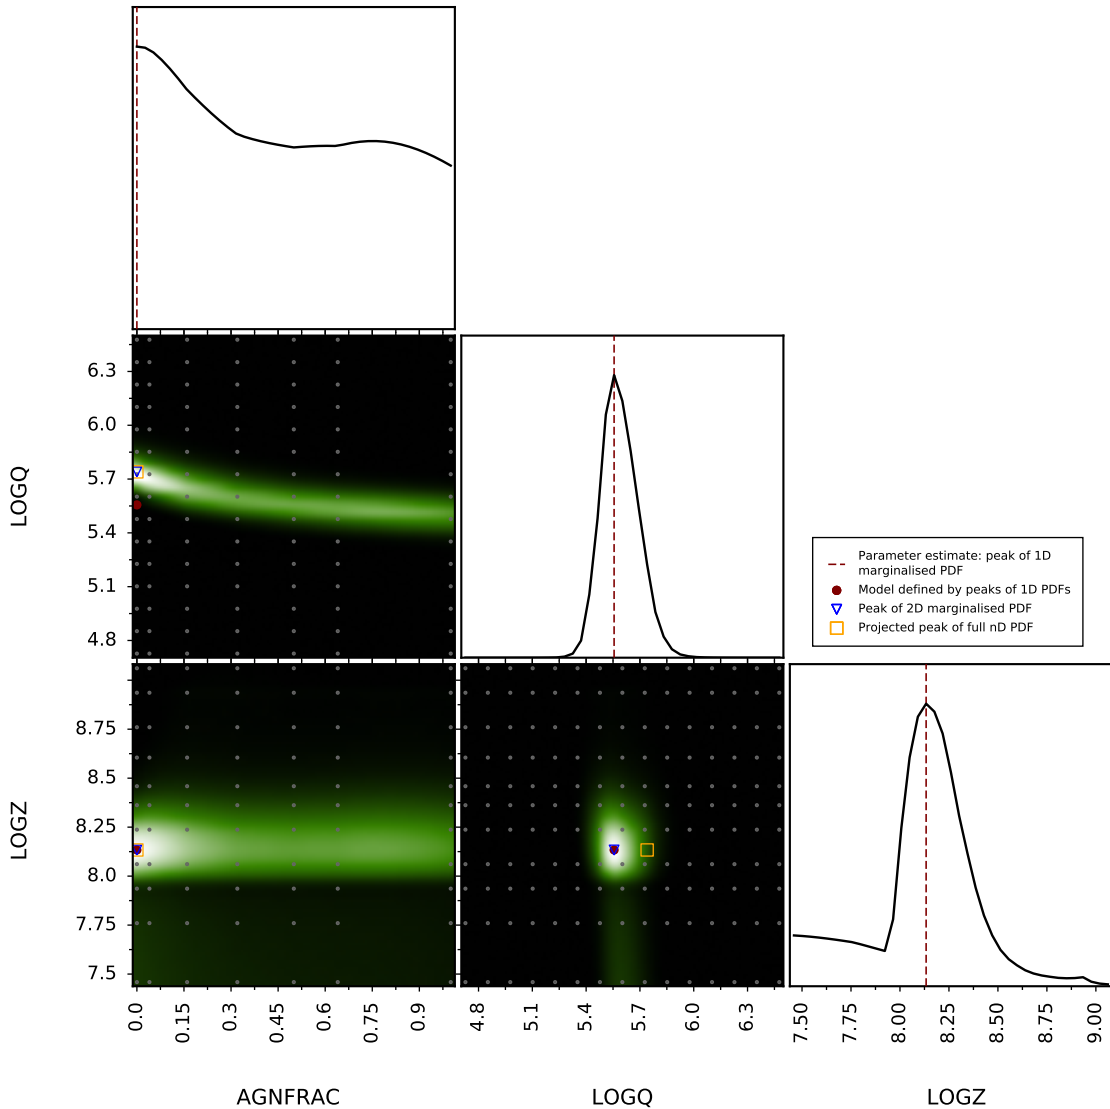 6.3
6.0
5.7
5.4
5.1
4.8
LOGQ
Parameter estimate: peak of 1D
marginalised PDF
Model defined by peaks of 1D PDFs
Peak of 2D marginalised PDF
Projected peak of full nD PDF
8.75
8.5
8.25
8.0
7.75
7.5
LOGZ
0.0 0.15 0.3 0.45 0.6 0.75 0.9
4.8 5.1 5.4 5.7 6.0 6.3
7.50 7.75 8.00 8.25 8.50 8.75 9.00
AGNFRAC LOGQ LOGZ